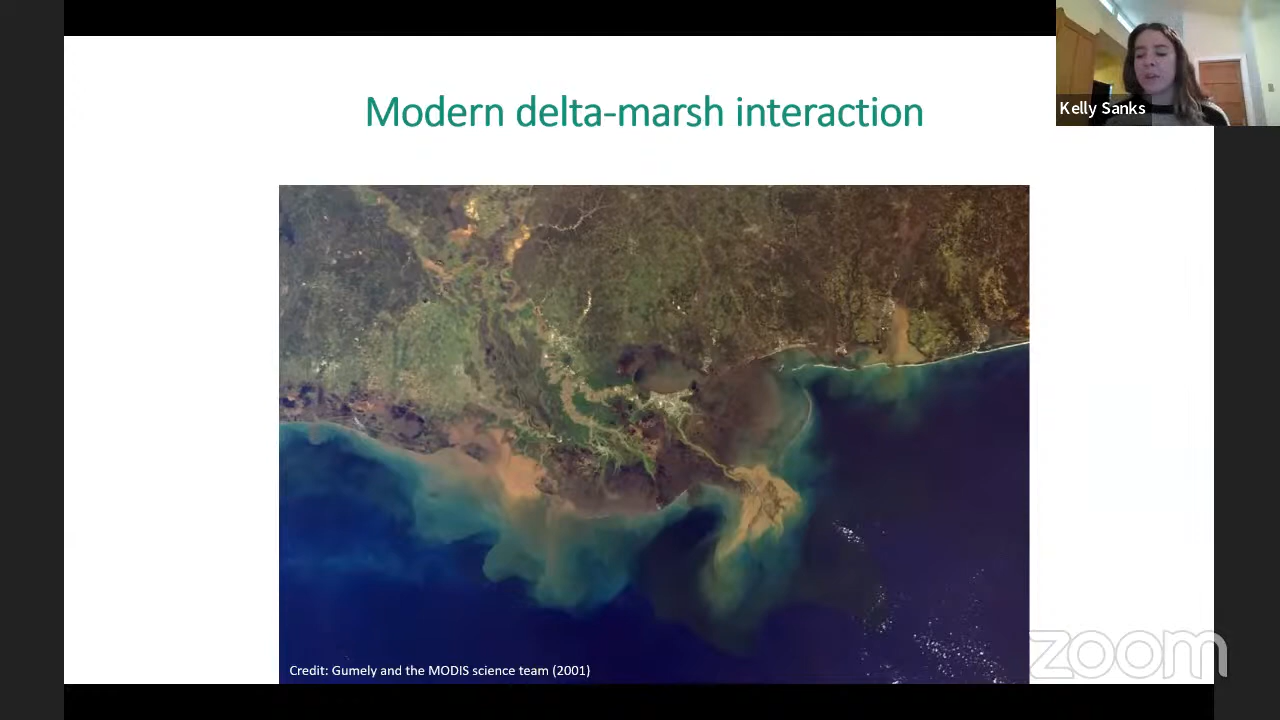 Modern delta-marsh interaction
Kelly Sanks
Credit: Gumely and the MODIS science team (2001)
zoom